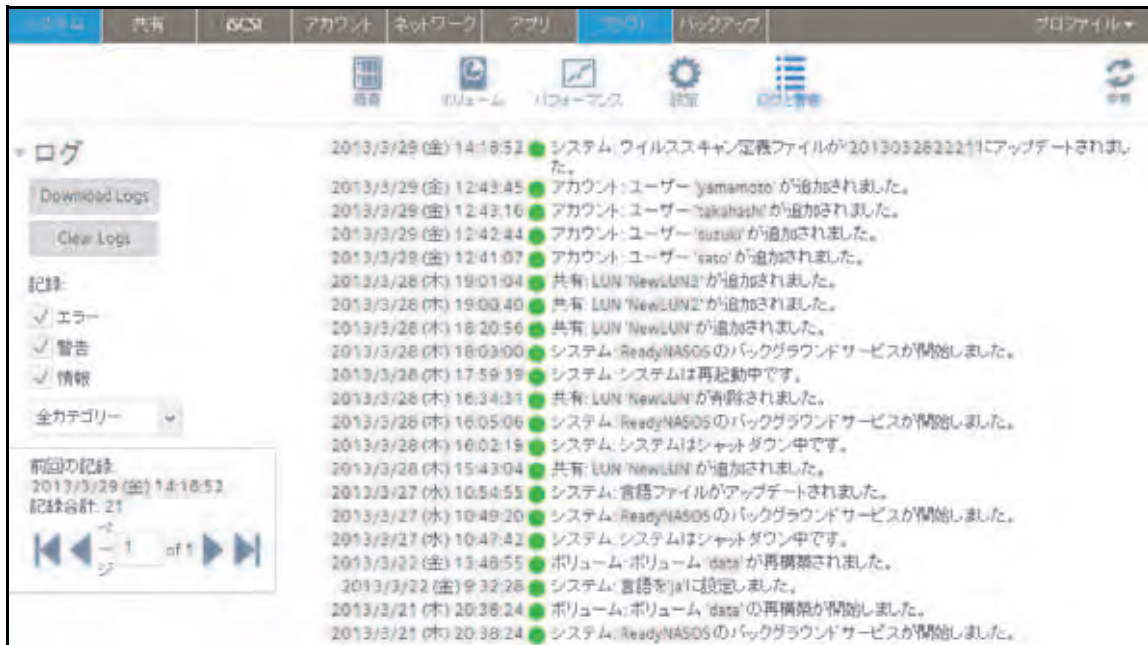 共有
iSCSI
アカウント
ネットワーク
アプリ
バックアップ
プロファイル
ボリューム
パフォーマンス
設定
ログと警告
ログ
Download Logs
Clear Logs
記録:
エラー
警告
情報
全カテゴリー
前回の記録:
2013/3/29 (金) 14:18:52
記録合計: 21
ページ 1 of 1
2013/3/29 (金) 14:18:52 システム: ウイルススキャン定義ファイルが'2013032822211'にアップデートされまし
た。
2013/3/29 (金) 12:43:45 アカウント: ユーザー 'yamamoto' が追加されました。
2013/3/29 (金) 12:43:16 アカウント: ユーザー 'takahashi' が追加されました。
2013/3/29 (金) 12:42:44 アカウント: ユーザー 'suzuki' が追加されました。
2013/3/29 (金) 12:41:07 アカウント: ユーザー 'sato' が追加されました。
2013/3/28 (木) 19:01:04 共有: LUN 'NewLUN3' が追加されました。
2013/3/28 (木) 19:00:40 共有: LUN 'NewLUN2' が追加されました。
2013/3/28 (木) 18:20:56 共有: LUN 'NewLUN' が追加されました。
2013/3/28 (木) 18:03:00 システム: ReadyNASOSのバックグラウンドサービスが開始しました。
2013/3/28 (木) 17:59:39 システム: システムは再起動中です。
2013/3/28 (木) 16:34:31 共有: LUN 'NewLUN' が削除されました。
2013/3/28 (木) 16:05:06 システム: ReadyNASOSのバックグラウンドサービスが開始しました。
2013/3/28 (木) 16:02:19 システム: システムはシャットダウン中です。
2013/3/28 (木) 15:43:04 共有: LUN 'NewLUN' が追加されました。
2013/3/27 (水) 10:54:55 システム: 言語ファイルがアップデートされました。
2013/3/27 (水) 10:49:20 システム: ReadyNASOSのバックグラウンドサービスが開始しました。
2013/3/27 (水) 10:47:42 システム: システムはシャットダウン中です。
2013/3/22 (金) 13:48:55 ボリューム: ボリューム 'data' が再構築されました。
2013/3/22 (金) 9:32:28 システム: 言語を'ja'に設定しました。
2013/3/21 (木) 20:38:24 ボリューム: ボリューム 'data' の再構築が開始しました。
2013/3/21 (木) 20:38:24 システム: ReadyNASOSのバックグラウンドサービスが開始しました。